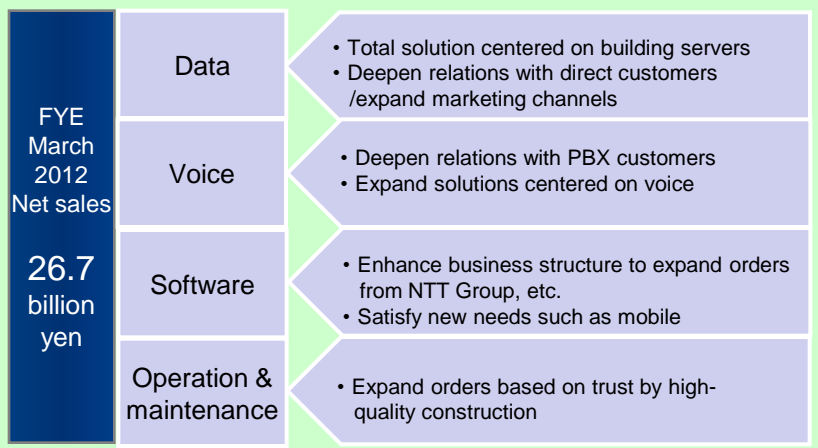 FYE
March
2012
Net sales
26.7
billion
yen
Data
• Total solution centered on building servers
• Deepen relations with direct customers
/expand marketing channels
Voice
• Deepen relations with PBX customers
• Expand solutions centered on voice
Software
• Enhance business structure to expand orders
from NTT Group, etc.
• Satisfy new needs such as mobile
Operation &
maintenance
• Expand orders based on trust by high-
quality construction